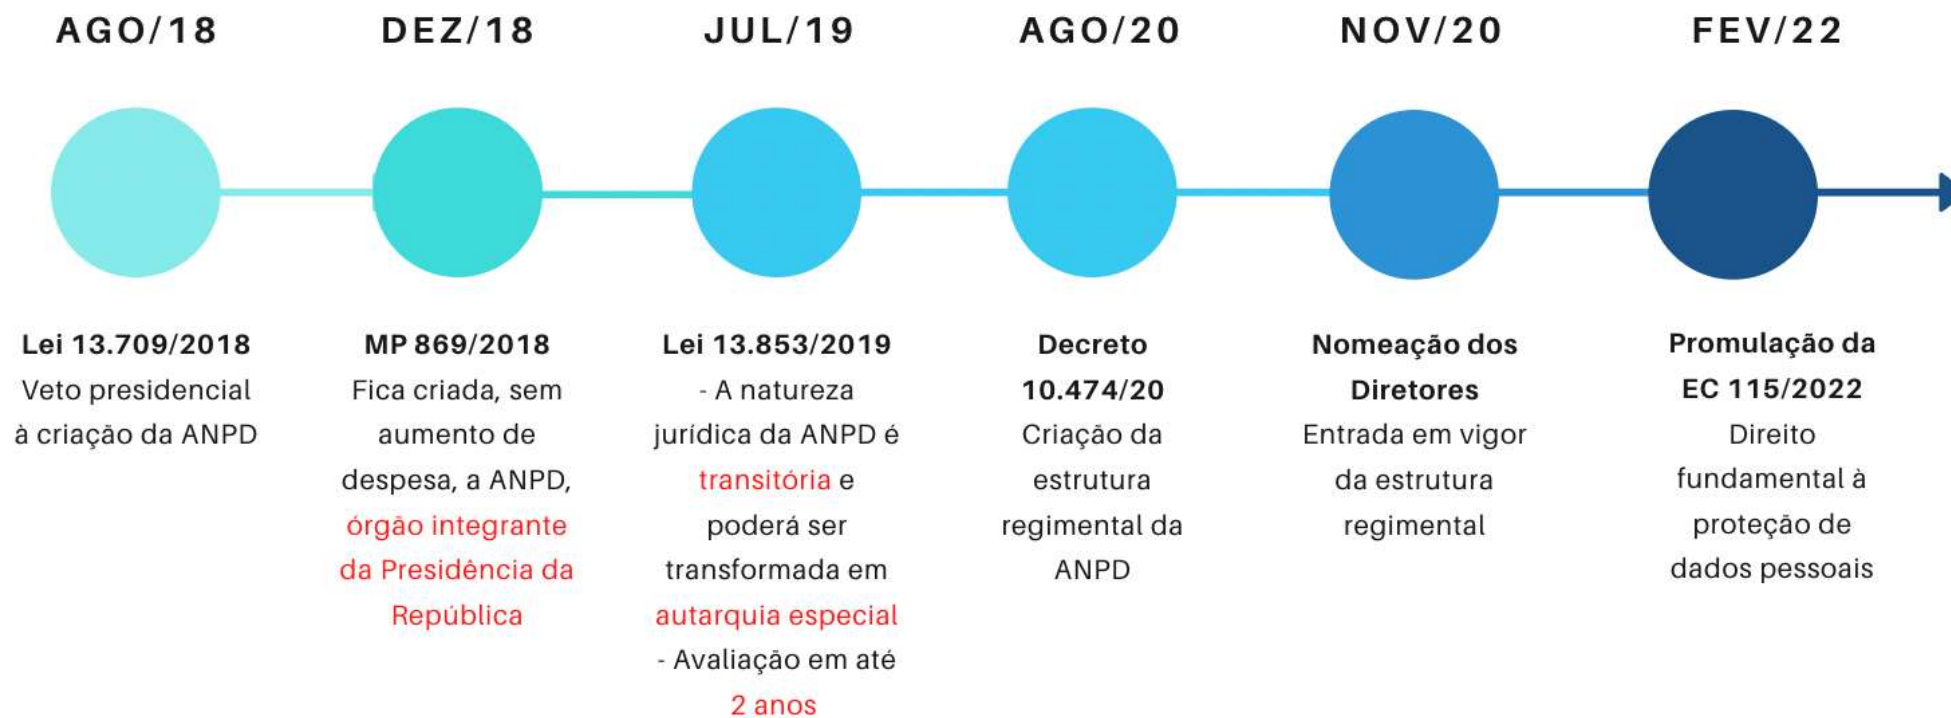 AGO/18
DEZ/18
JUL/19
AGO/20
NOV/20
FEV/22
Lei 13.709/2018
Veto presidencial
à criação da ANPD
MP 869/2018
Fica criada, sem
aumento de
despesa, a ANPD,
órgão integrante
da Presidência da
República
Lei 13.853/2019
- A natureza
jurídica da ANPD é
transitória e
poderá ser
transformada em
autarquia especial
- Avaliação em até
2 anos
Decreto
10.474/20
Criação da
estrutura
regimental da
ANPD
Nomeação dos
Diretores
Entrada em vigor
da estrutura
regimental
Promulação da
EC 115/2022
Direito
fundamental à
proteção de
dados pessoais